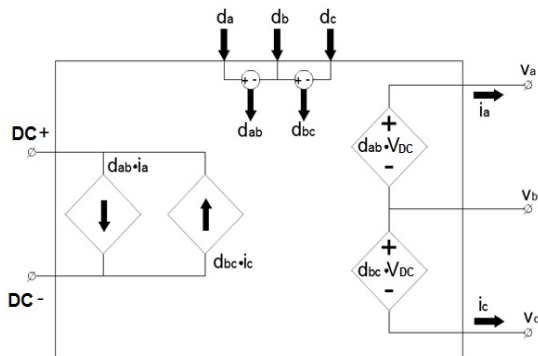 da db dc
+ - + -
dab dbc
va
ia
DC+
dab·ia
+
dab·VDC
-
vb
+
dbc·VDC
-
dbc·ic
DC-
ic